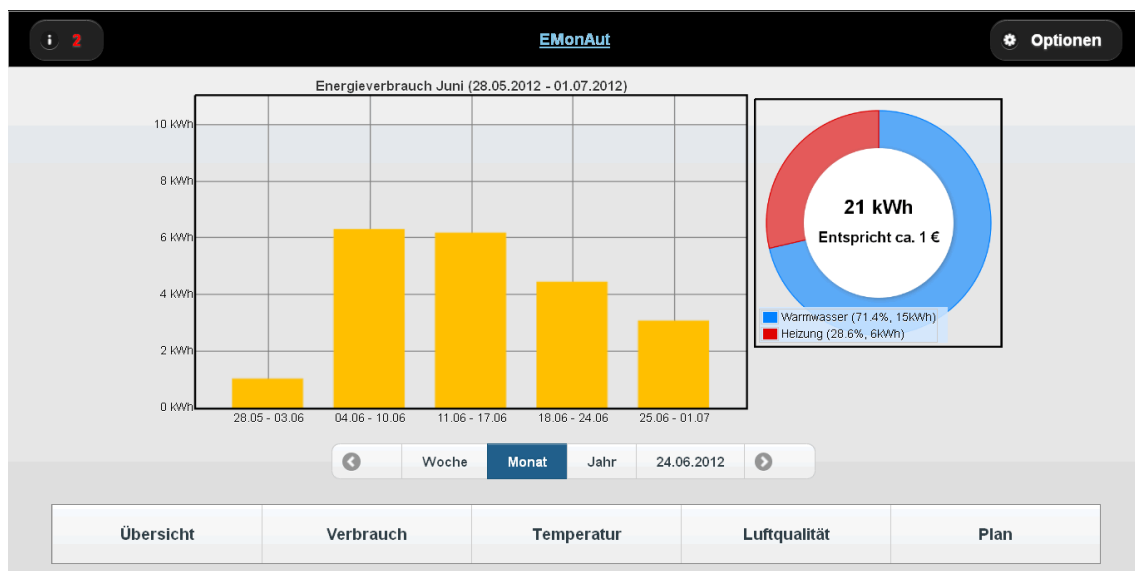 i 2
EMonAut
Optionen
Energieverbrauch Juni (28.05.2012 - 01.07.2012)
10 kWh
8 kWh
6 kWh
4 kWh
2 kWh
0 kWh
28.05 - 03.06 04.06 - 10.06 11.06 - 17.06 18.06 - 24.06 25.06 - 01.07
21 kWh
Entspricht ca. 1 €
Warmwasser (71.4%, 15kWh)
Heizung (28.6%, 6kWh)
Woche Monat Jahr 24.06.2012
Übersicht Verbrauch Temperatur Luftqualität Plan